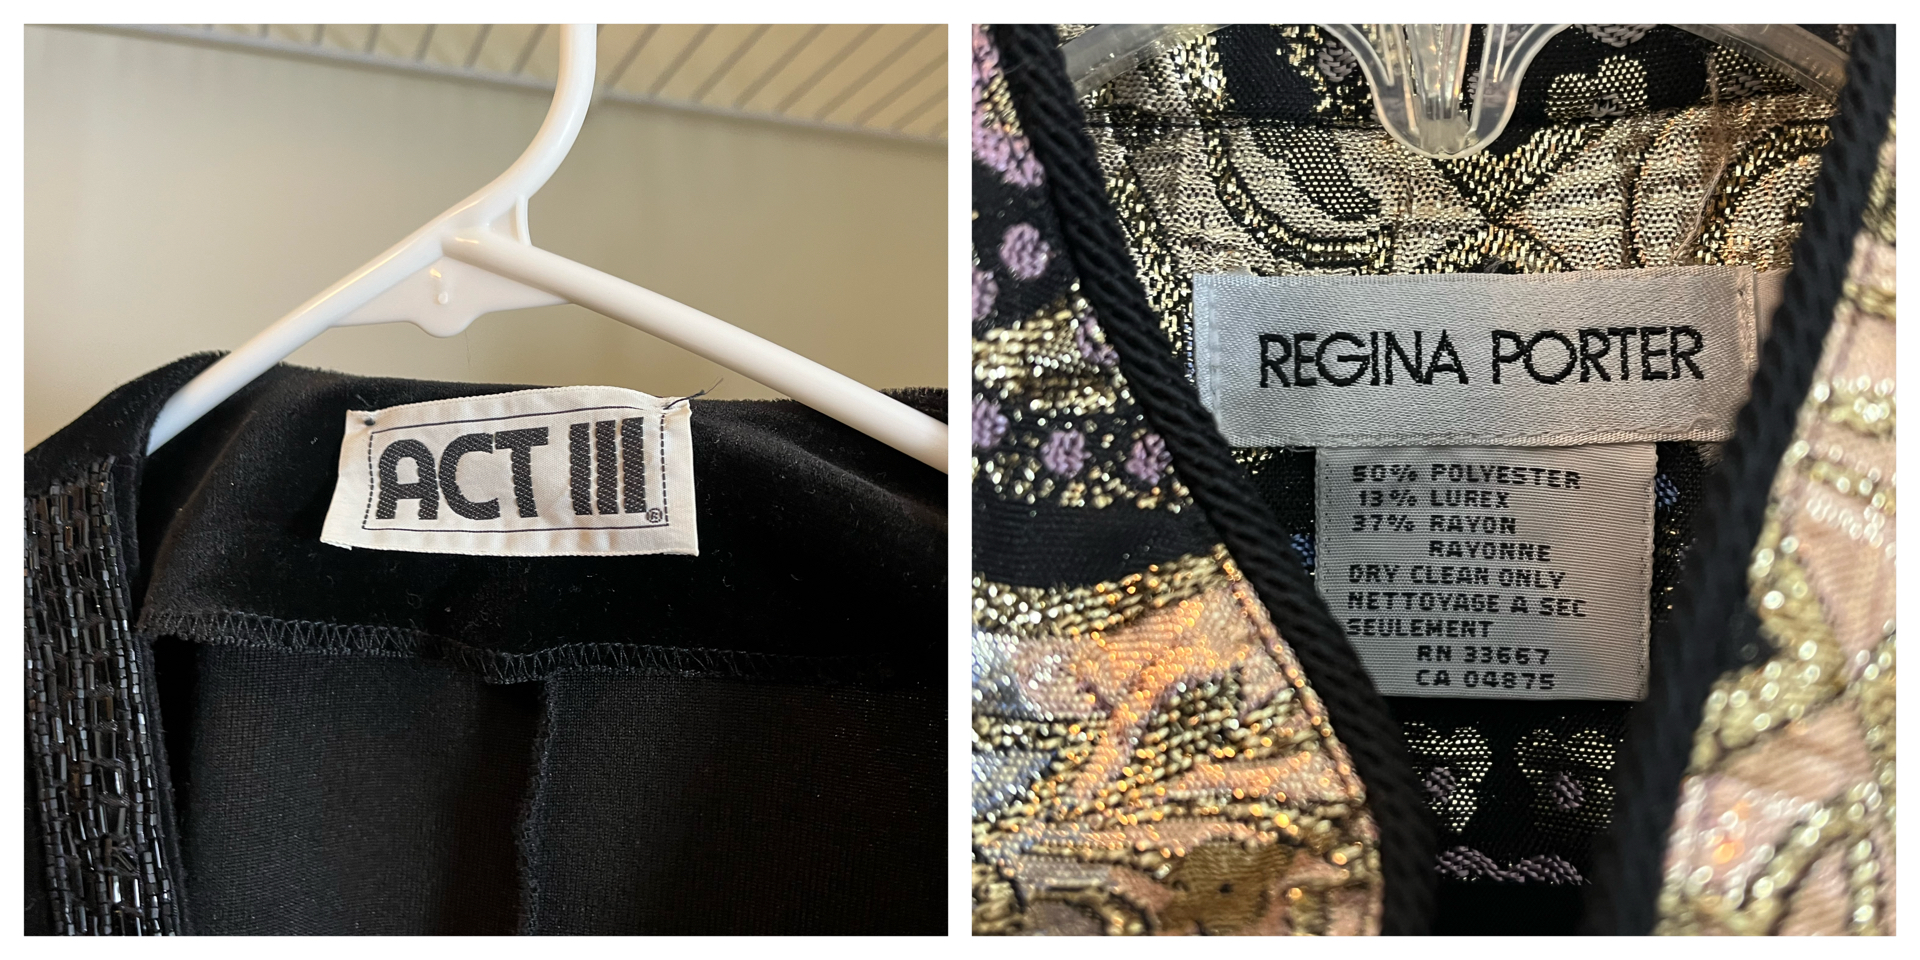 ACT III
®
REGINA PORTER
50% POLYESTER
13% LUREX
37% RAYON
RAYONNE
DRY CLEAN ONLY
NETTOYAGE A SEC
SEULEMENT
RN 33667
CA 04875